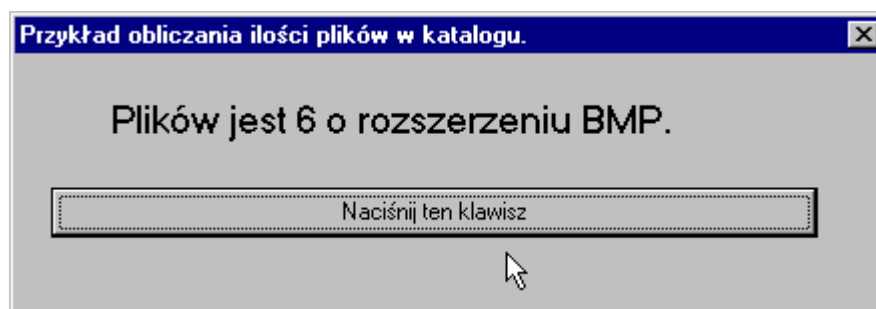 Przykład obliczania ilości plików w katalogu.
Plików jest 6 o rozszerzeniu BMP.
Naciśnij ten klawisz